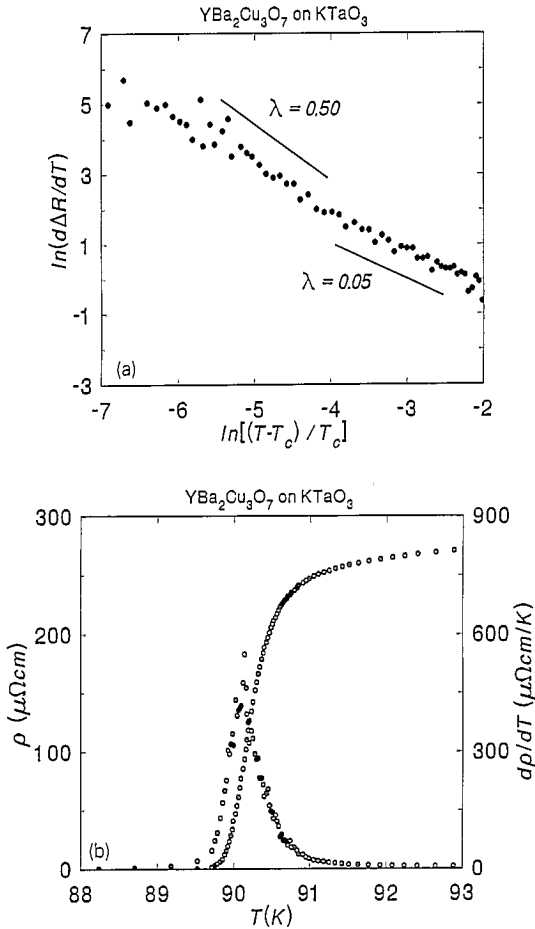 YBa₂Cu₃O₇ on KTaO₃
7
5
3
1
-1
-3
ln(dΔR/dT)
λ = 0.50
λ = 0.05
(a)
-7 -6 -5 -4 -3 -2
ln[(T-T_c) / T_c]
YBa₂Cu₃O₇ on KTaO₃
300
200
100
0
ρ (μΩcm)
900
600
300
0
dρ/dT (μΩcm/K)
(b)
88 89 90 91 92 93
T(K)